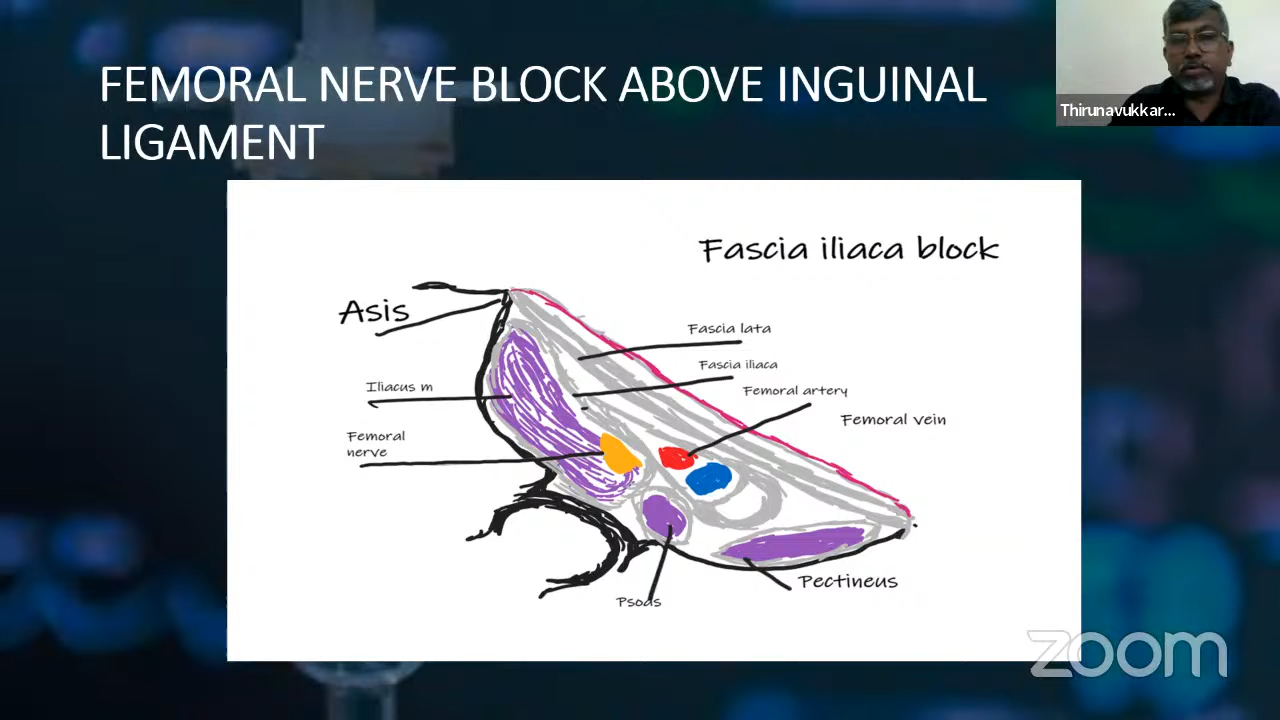 FEMORAL NERVE BLOCK ABOVE INGUINAL
LIGAMENT
Thirunavukkar...
Fascia iliaca block
Asis
Fascia lata
Fascia iliaca
Iliacus m
Femoral artery
Femoral vein
Femoral
nerve
Pectineus
Psoas
zoom